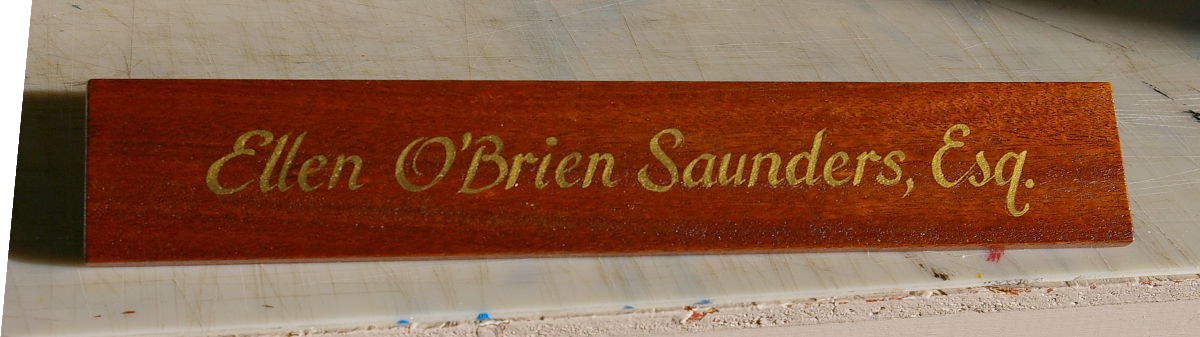 Ellen O'Brien Saunders, Esq.